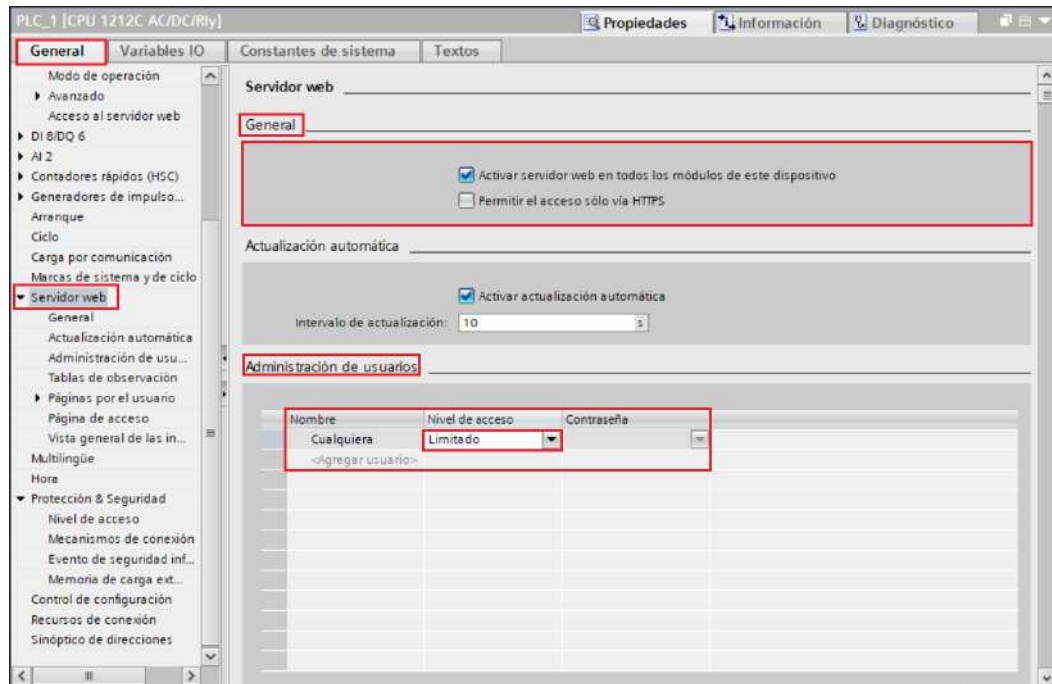 PLC_1 [CPU 1212C AC/DC/Rly]
Propiedades
Información
Diagnóstico
General
Variables IO
Constantes de sistema
Textos
Modo de operación
Avanzado
Acceso al servidor web
DI 8/DQ 6
AI 2
Contadores rápidos (HSC)
Generadores de impulso...
Arranque
Ciclo
Carga por comunicación
Marcas de sistema y de ciclo
Servidor web
General
Actualización automática
Administración de usu...
Tablas de observación
Páginas por el usuario
Página de acceso
Vista general de las in...
Multilingüe
Hora
Protección & Seguridad
Nivel de acceso
Mecanismos de conexión
Evento de seguridad inf...
Memoria de carga ext...
Control de configuración
Recursos de conexión
Sinóptico de direcciones
Servidor web
General
Activar servidor web en todos los módulos de este dispositivo
Permitir el acceso sólo vía HTTPS
Actualización automática
Activar actualización automática
Intervalo de actualización: 10 s
Administración de usuarios
Nombre Nivel de acceso Contraseña
Cualquiera Limitado
<Agregar usuario>